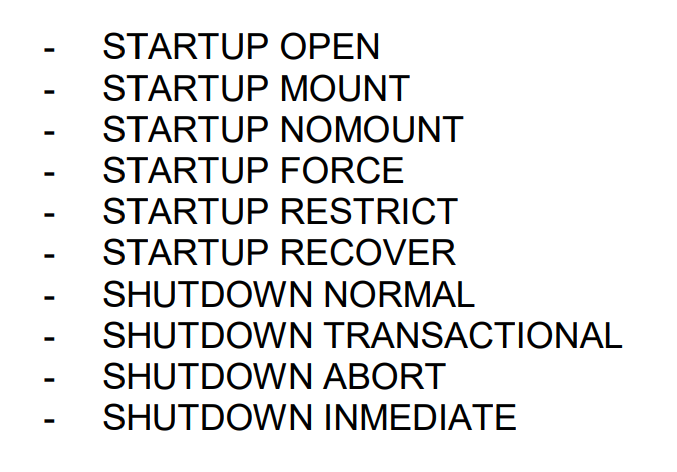 - STARTUP OPEN
- STARTUP MOUNT
- STARTUP NOMOUNT
- STARTUP FORCE
- STARTUP RESTRICT
- STARTUP RECOVER
- SHUTDOWN NORMAL
- SHUTDOWN TRANSACTIONAL
- SHUTDOWN ABORT
- SHUTDOWN INMEDIATE